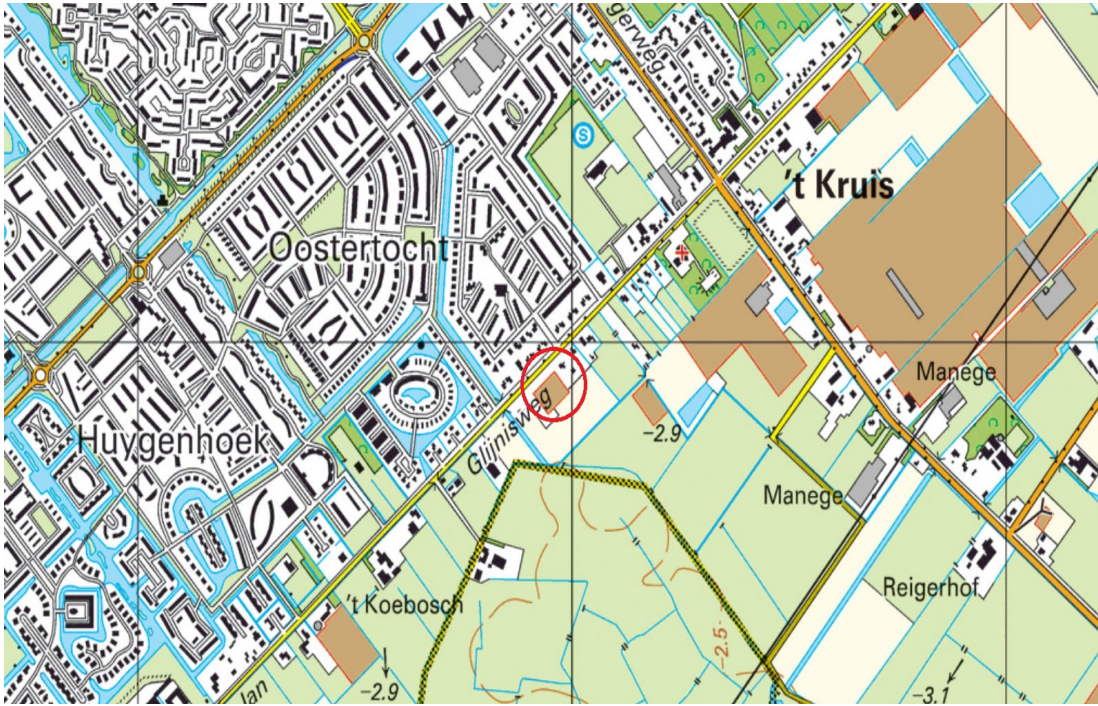 gerweg
S
't Kruis
Oostertocht
Manege
Glijnisweg
-2.9
Huygenhoek
Manege
Reigerhof
't Koebosch
-2.5
-2.9
Jan
-3.1